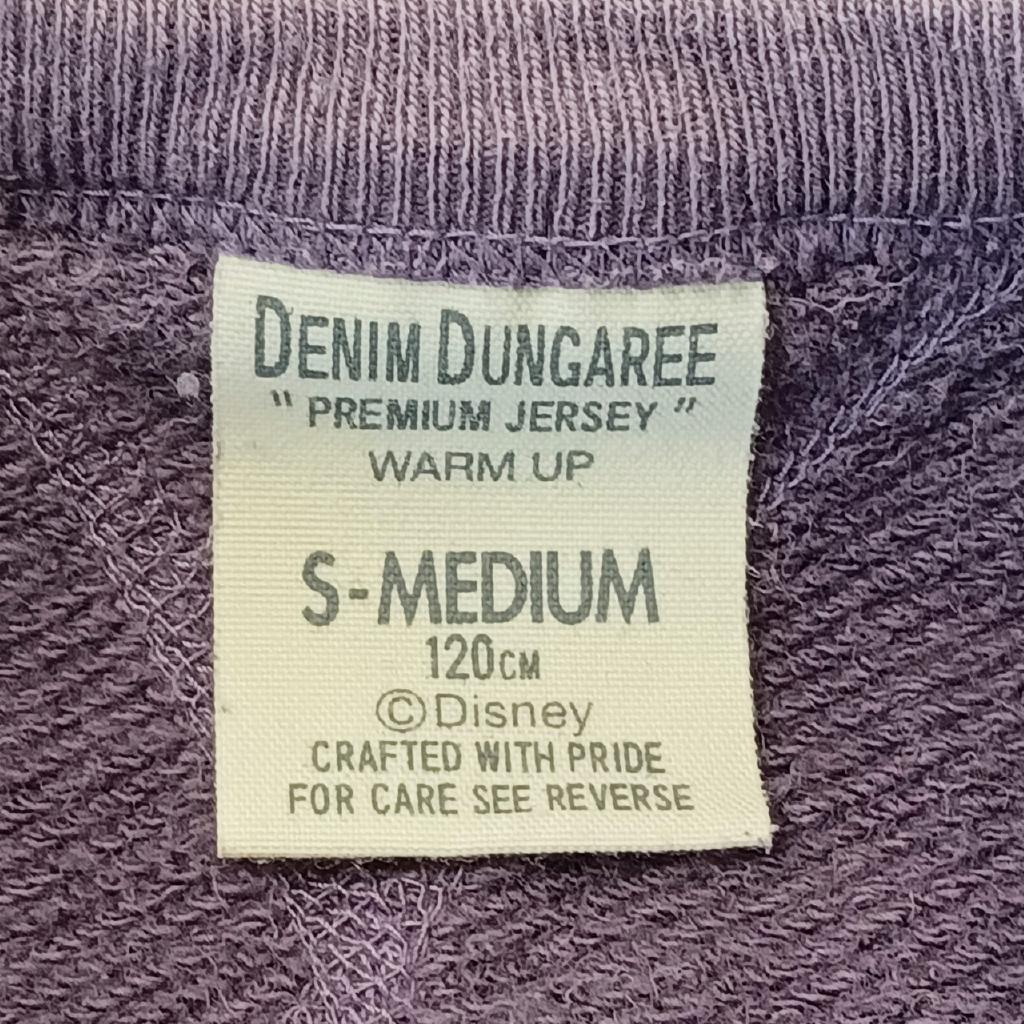 DENIM DUNGAREE
" PREMIUM JERSEY "
WARM UP
S-MEDIUM
120CM
©Disney
CRAFTED WITH PRIDE
FOR CARE SEE REVERSE